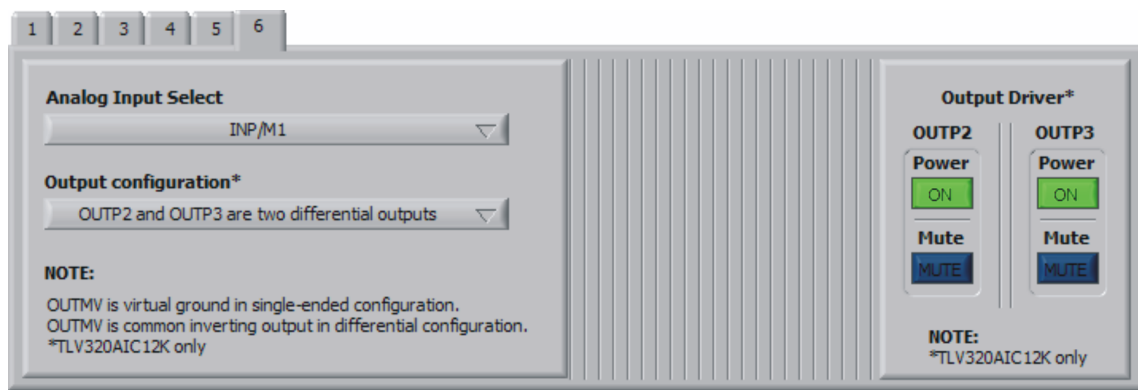 1 2 3 4 5 6
Analog Input Select
INP/M1
Output configuration*
OUTP2 and OUTP3 are two differential outputs
NOTE:
OUTMV is virtual ground in single-ended configuration.
OUTMV is common inverting output in differential configuration.
*TLV320AIC12K only
Output Driver*
OUTP2 OUTP3
Power Power
ON ON
Mute Mute
MUTE MUTE
NOTE:
*TLV320AIC12K only